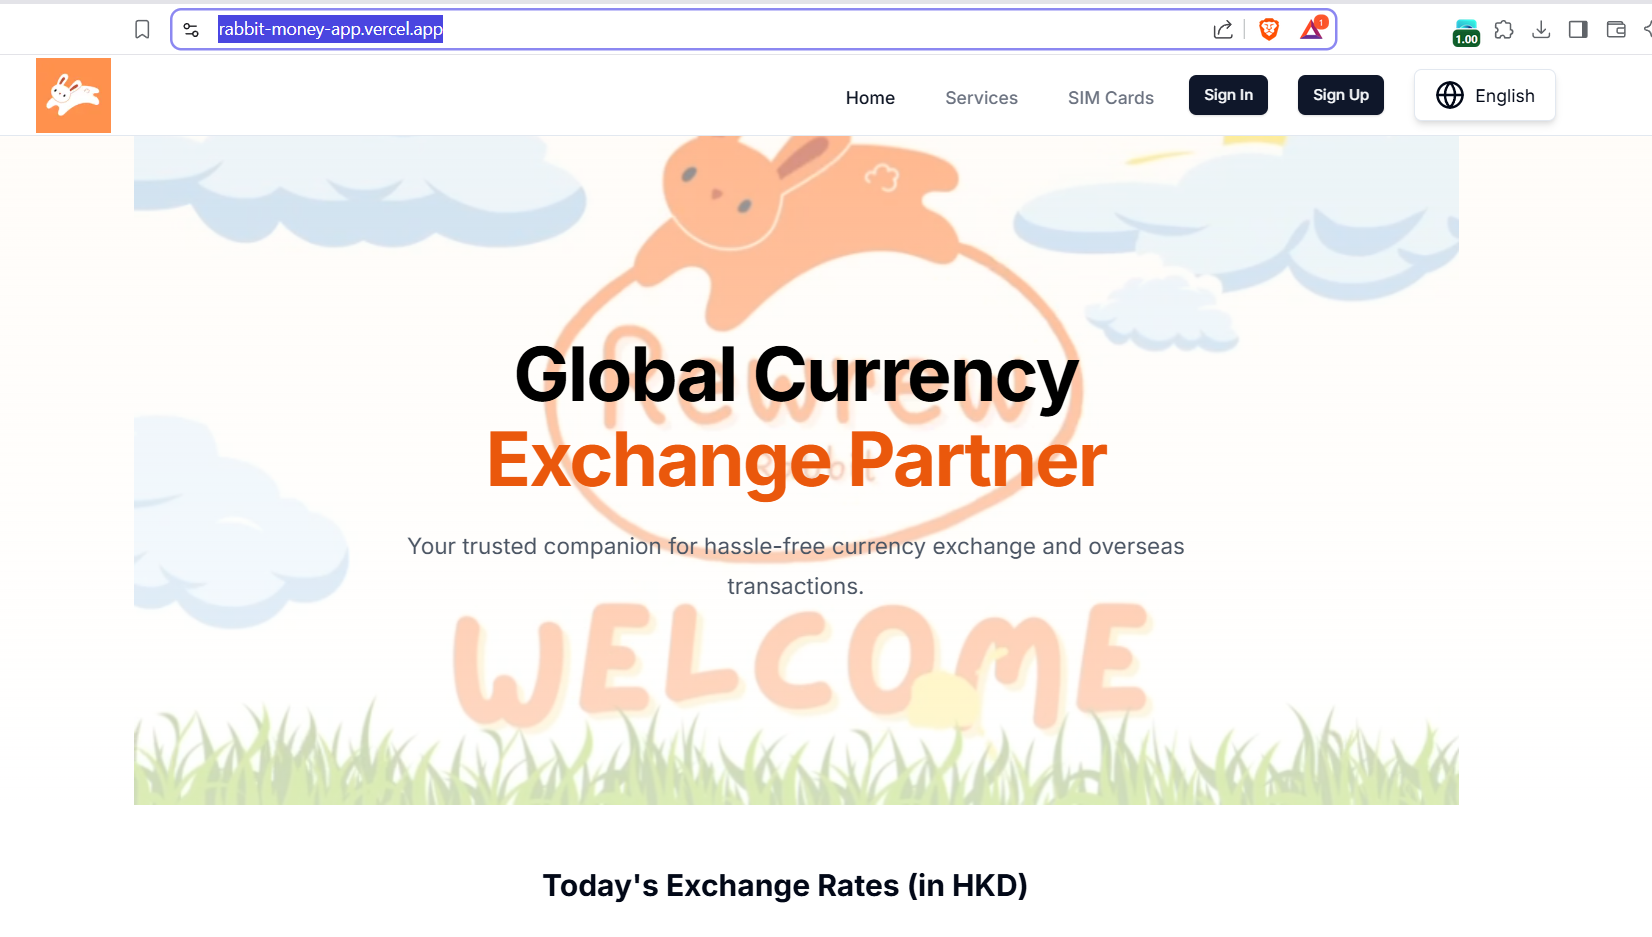 rabbit-money-app.vercel.app
1
1.00
Home
Services
SIM Cards
Sign In
Sign Up
English
Rewrew
Global Currency
Exchange Partner
Your trusted companion for hassle-free currency exchange and overseas
transactions.
WELCOME
Today's Exchange Rates (in HKD)